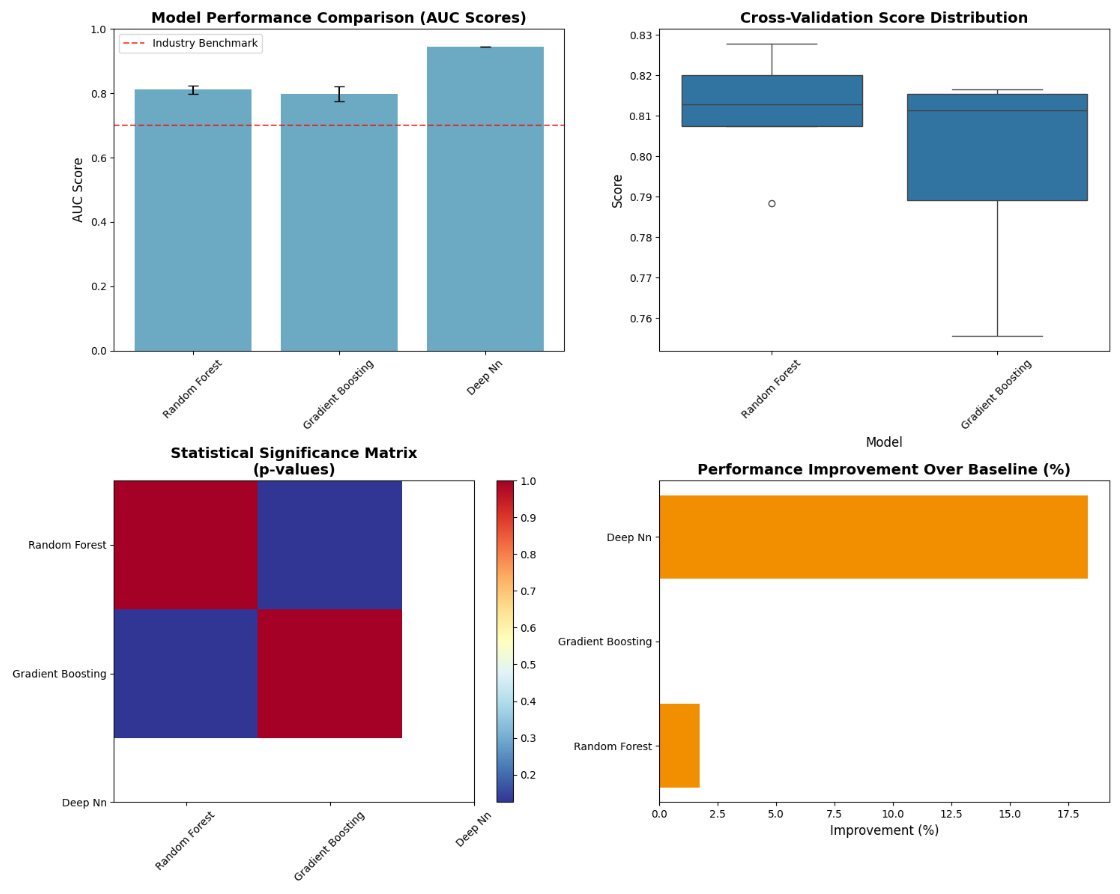 Model Performance Comparison (AUC Scores)
Industry Benchmark
AUC Score
1.0
0.8
0.6
0.4
0.2
0.0
Random Forest
Gradient Boosting
Deep Nn
Cross-Validation Score Distribution
Score
0.83
0.82
0.81
0.80
0.79
0.78
0.77
0.76
Random Forest
Gradient Boosting
Model
Statistical Significance Matrix
(p-values)
Random Forest
Gradient Boosting
Deep Nn
Random Forest
Gradient Boosting
Deep Nn
1.0
0.9
0.8
0.7
0.6
0.5
0.4
0.3
0.2
Performance Improvement Over Baseline (%)
Deep Nn
Gradient Boosting
Random Forest
0.0 2.5 5.0 7.5 10.0 12.5 15.0 17.5
Improvement (%)